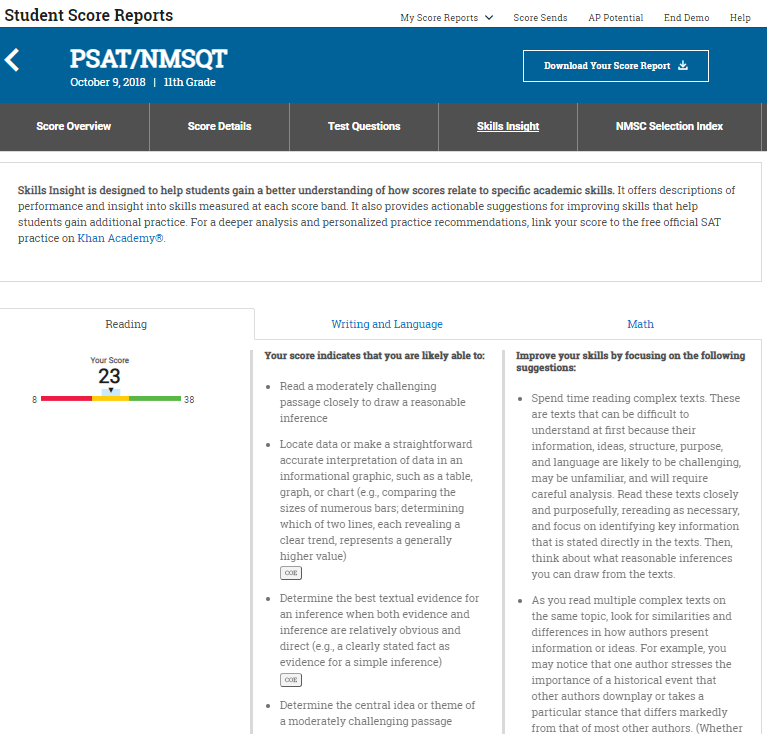 Student Score Reports
My Score Reports
Score Sends
AP Potential
End Demo
Help
PSAT/NMSQT
October 9, 2018 | 11th Grade
Download Your Score Report
Score Overview
Score Details
Test Questions
Skills Insight
NMSC Selection Index
Skills Insight is designed to help students gain a better understanding of how scores relate to specific academic skills. It offers descriptions of
performance and insight into skills measured at each score band. It also provides actionable suggestions for improving skills that help
students gain additional practice. For a deeper analysis and personalized practice recommendations, link your score to the free official SAT
practice on Khan Academy®.
Reading
Writing and Language
Math
Your Score
23
8
38
Your score indicates that you are likely able to:
• Read a moderately challenging
passage closely to draw a reasonable
inference
• Locate data or make a straightforward
accurate interpretation of data in an
informational graphic, such as a table,
graph, or chart (e.g., comparing the
sizes of numerous bars; determining
which of two lines, each revealing a
clear trend, represents a generally
higher value)
COE
• Determine the best textual evidence for
an inference when both evidence and
inference are relatively obvious and
direct (e.g., a clearly stated fact as
evidence for a simple inference)
COE
• Determine the central idea or theme of
a moderately challenging passage
Improve your skills by focusing on the following
suggestions:
• Spend time reading complex texts. These
are texts that can be difficult to
understand at first because their
information, ideas, structure, purpose,
and language are likely to be challenging,
may be unfamiliar, and will require
careful analysis. Read these texts closely
and purposefully, rereading as necessary,
and focus on identifying key information
that is stated directly in the texts. Then,
think about what reasonable inferences
you can draw from the texts.
• As you read multiple complex texts on
the same topic, look for similarities and
differences in how authors present
information or ideas. For example, you
may notice that one author stresses the
importance of a historical event that
other authors downplay or takes a
particular stance that differs markedly
from that of most other authors. (Whether